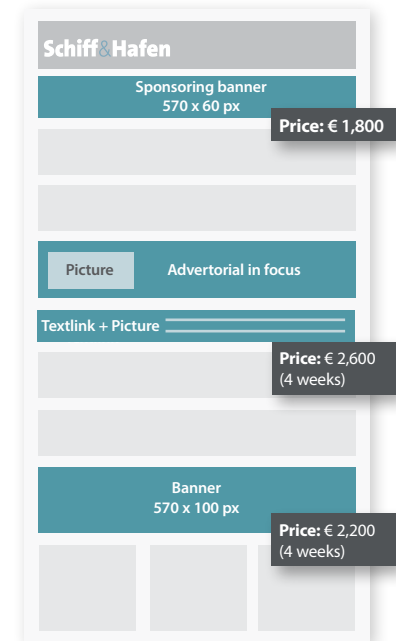 Schiff&Hafen
Sponsoring banner
570 x 60 px
Price: € 1,800
Picture
Advertorial in focus
Textlink + Picture
Price: € 2,600
(4 weeks)
Banner
570 x 100 px
Price: € 2,200
(4 weeks)